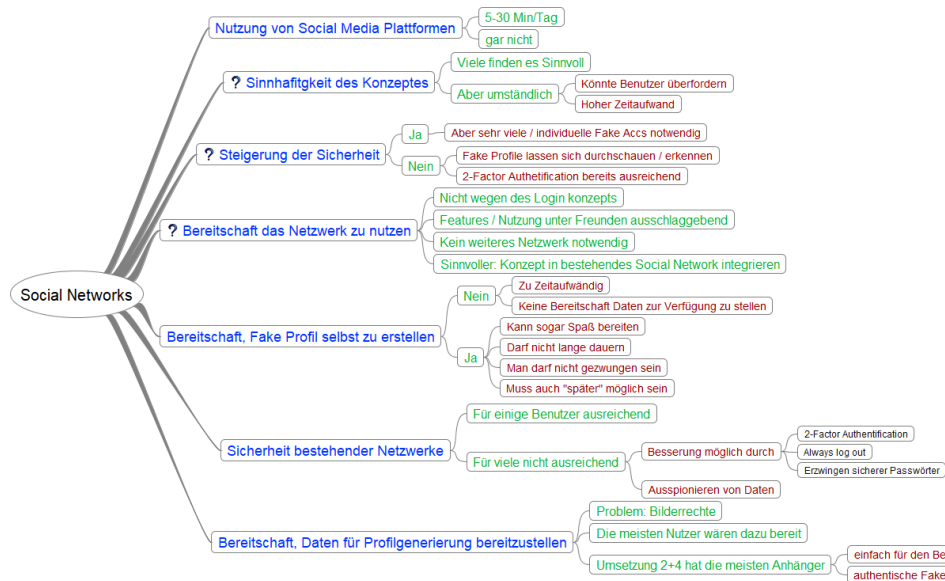 Social Networks
Nutzung von Social Media Plattformen
5-30 Min/Tag
gar nicht
? Sinnhafitgkeit des Konzeptes
Viele finden es Sinnvoll
Aber umständlich
Könnte Benutzer überfordern
Hoher Zeitaufwand
? Steigerung der Sicherheit
Ja
Aber sehr viele / individuelle Fake Accs notwendig
Nein
Fake Profile lassen sich durchschauen / erkennen
2-Factor Authetification bereits ausreichend
? Bereitschaft das Netzwerk zu nutzen
Nicht wegen des Login konzepts
Features / Nutzung unter Freunden ausschlaggebend
Kein weiteres Netzwerk notwendig
Sinnvoller: Konzept in bestehendes Social Network integrieren
Bereitschaft, Fake Profil selbst zu erstellen
Nein
Zu Zeitaufwändig
Keine Bereitschaft Daten zur Verfügung zu stellen
Ja
Kann sogar Spaß bereiten
Darf nicht lange dauern
Man darf nicht gezwungen sein
Muss auch "später" möglich sein
Sicherheit bestehender Netzwerke
Für einige Benutzer ausreichend
Für viele nicht ausreichend
Besserung möglich durch
2-Factor Authentification
Always log out
Erzwingen sicherer Passwörter
Ausspionieren von Daten
Bereitschaft, Daten für Profilgenerierung bereitzustellen
Problem: Bilderrechte
Die meisten Nutzer wären dazu bereit
Umsetzung 2+4 hat die meisten Anhänger
einfach für den Be
authentische Fake